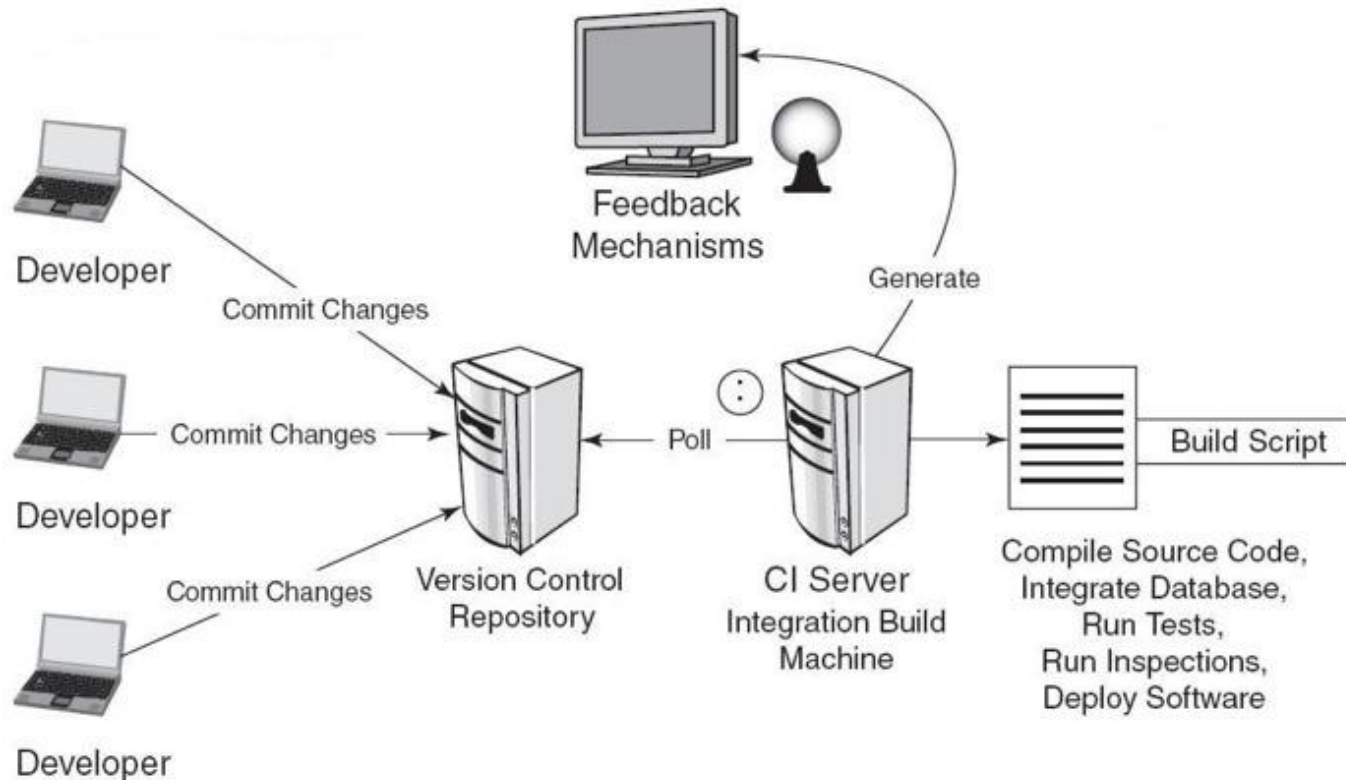 Feedback
Mechanisms
Developer
Commit Changes
Generate
Developer
Commit Changes
Poll
Build Script
Version Control
Repository
CI Server
Integration Build
Machine
Compile Source Code,
Integrate Database,
Run Tests,
Run Inspections,
Deploy Software
Commit Changes
Developer